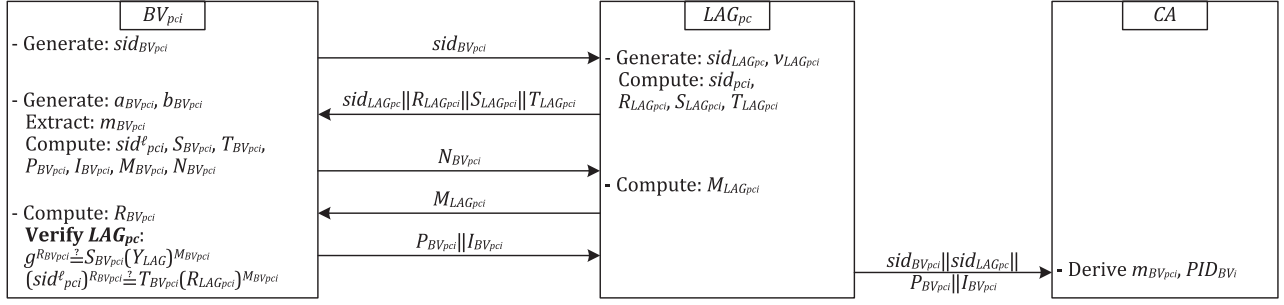 BV_pci
- Generate: sid_BVpci
- Generate: a_BVpci, b_BVpci
Extract: m_BVpci
Compute: sid^ℓ_pci, S_BVpci, T_BVpci,
P_BVpci, I_BVpci, M_BVpci, N_BVpci
- Compute: R_BVpci
Verify LAG_pc:
g^R_BVpci ≟ S_BVpci(Y_LAG)^M_BVpci
(sid^ℓ_pci)^R_BVpci ≟ T_BVpci(R_LAGpci)^M_BVpci
sid_BVpci
sid_LAGpc||R_LAGpci||S_LAGpci||T_LAGpci
N_BVpci
M_LAGpci
P_BVpci||I_BVpci
LAG_pc
- Generate: sid_LAGpc, ν_LAGpci
Compute: sid_pci,
R_LAGpci, S_LAGpci, T_LAGpci
- Compute: M_LAGpci
sid_BVpci||sid_LAGpc||
P_BVpci||I_BVpci
CA
- Derive m_BVpci, PID_BVi